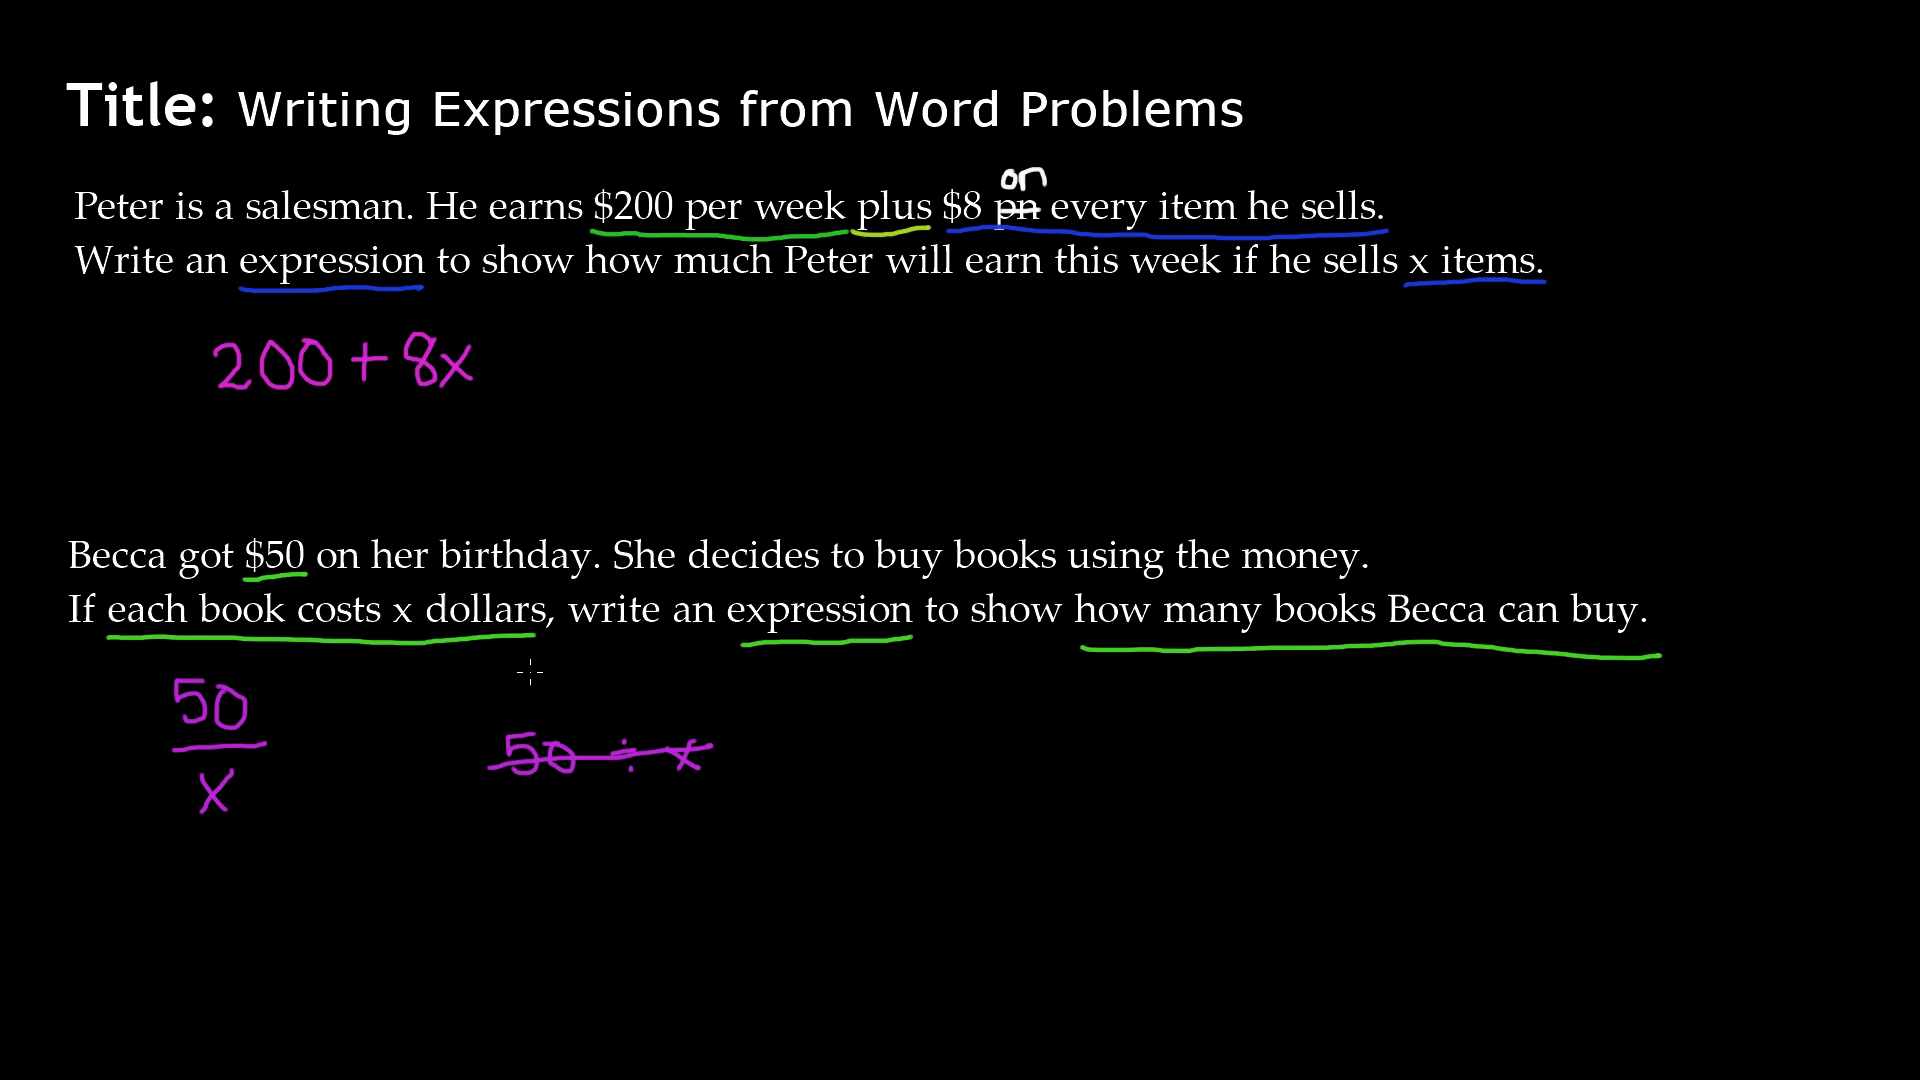 Title: Writing Expressions from Word Problems
on
Peter is a salesman. He earns $200 per week plus $8 pn every item he sells.
Write an expression to show how much Peter will earn this week if he sells x items.
200 + 8x
Becca got $50 on her birthday. She decides to buy books using the money.
If each book costs x dollars, write an expression to show how many books Becca can buy.
50
x
50 ÷ x